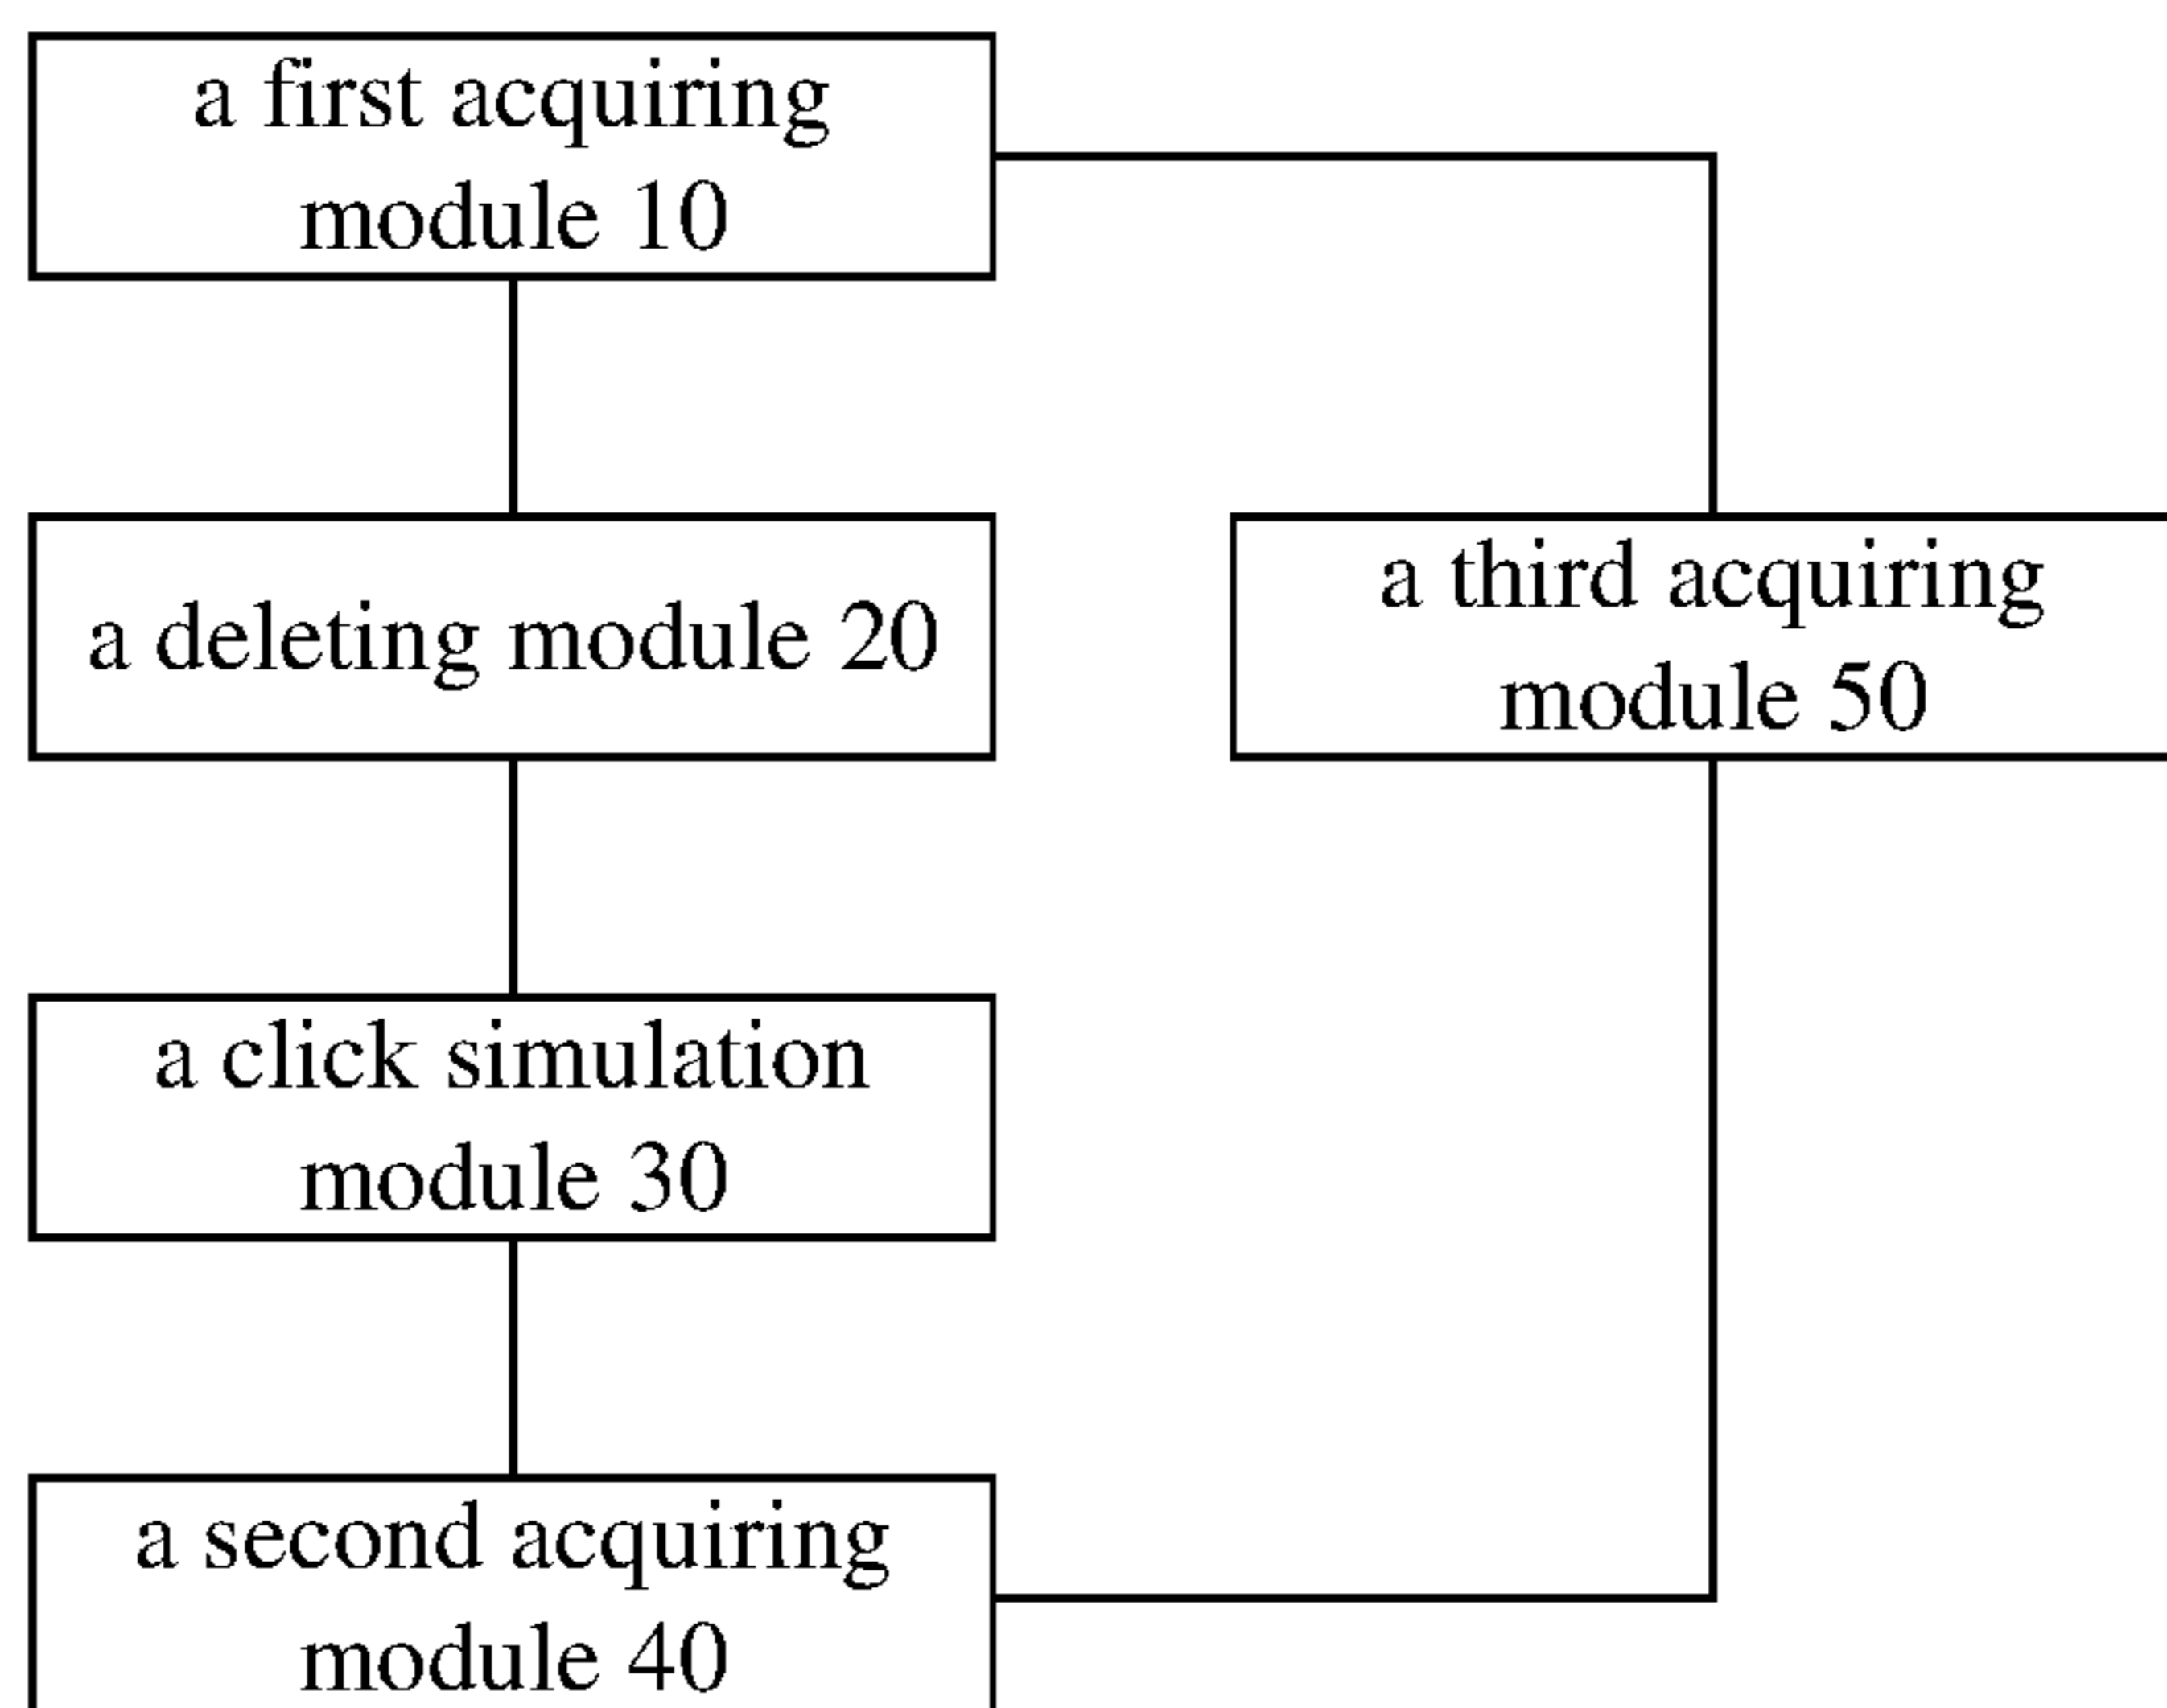 a first acquiring
module 10
a deleting module 20
a third acquiring
module 50
a click simulation
module 30
a second acquiring
module 40